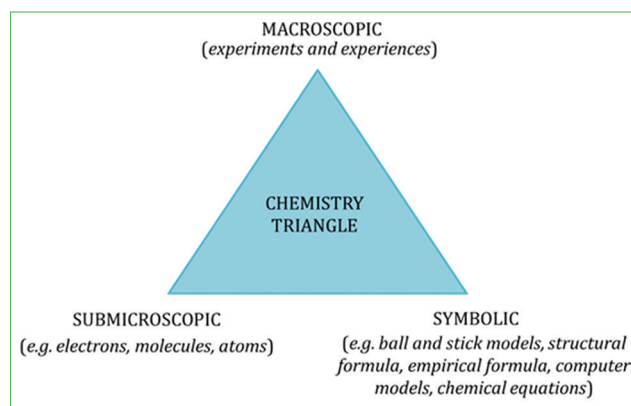 MACROSCOPIC
(experiments and experiences)
CHEMISTRY
TRIANGLE
SUBMICROSCOPIC
(e.g. electrons, molecules, atoms)
SYMBOLIC
(e.g. ball and stick models, structural
formula, empirical formula, computer
models, chemical equations)